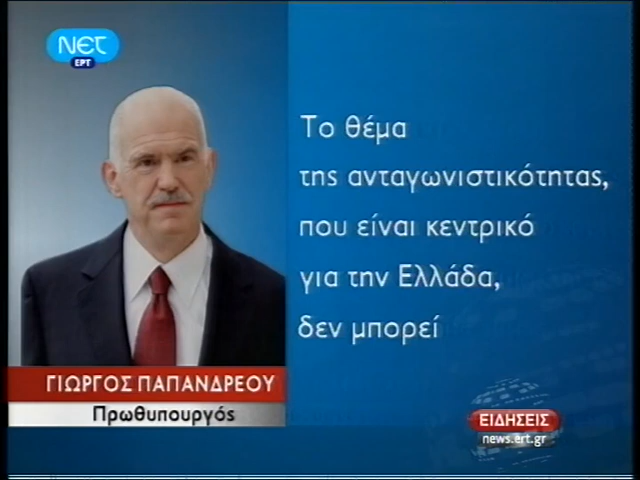 NET
ΕΡΤ
Το θέμα
της ανταγωνιστικότητας,
που είναι κεντρικό
για την Ελλάδα,
δεν μπορεί
ΓΙΩΡΓΟΣ ΠΑΠΑΝΔΡΕΟΥ
Πρωθυπουργός
ΕΙΔΗΣΕΙΣ
news.ert.gr